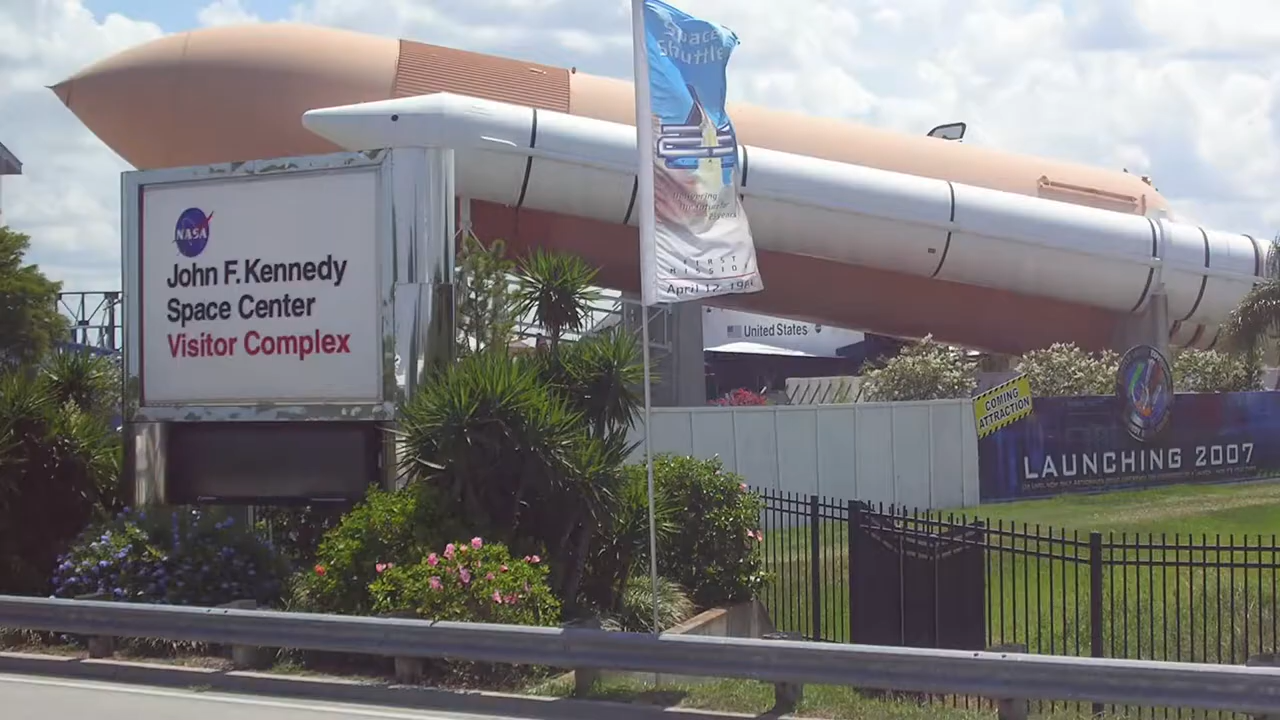 NASA
John F. Kennedy
Space Center
Visitor Complex
Space
Shuttle
FIRST
MISSION
April 12, 198
United States
COMING
ATTRACTION
LAUNCHING 2007